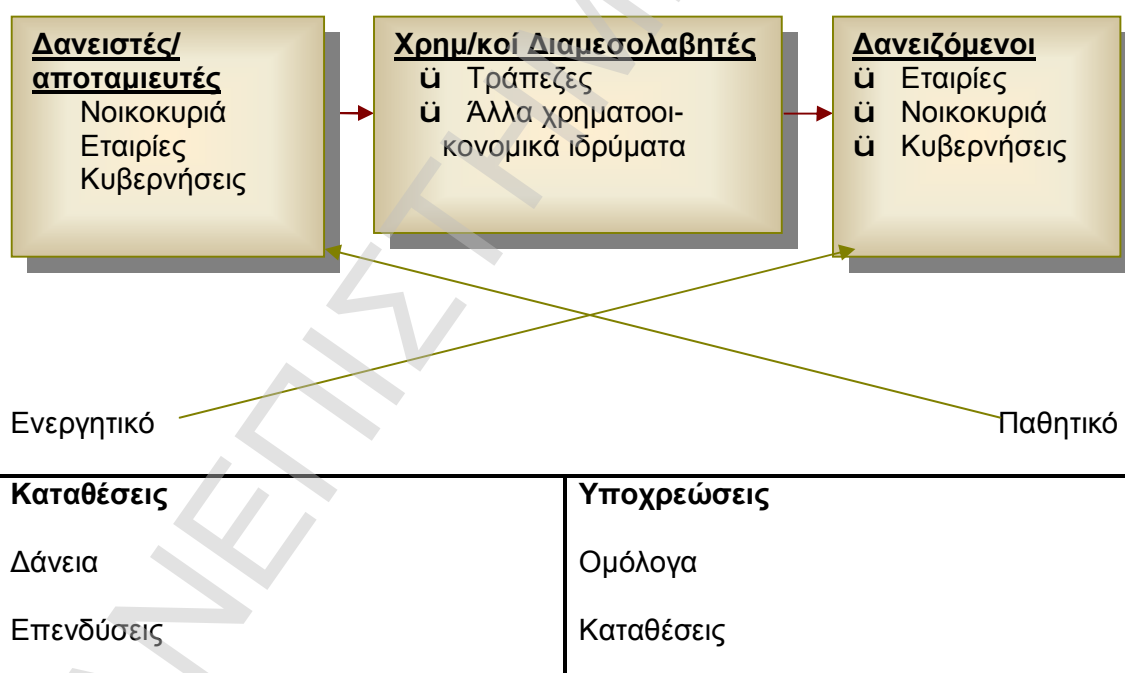 Δανειστές/
αποταμιευτές
Νοικοκυριά
Εταιρίες
Κυβερνήσεις
Χρημ/κοί Διαμεσολαβητές
ü Τράπεζες
ü Άλλα χρηματοοι-
κονομικά ιδρύματα
Δανειζόμενοι
ü Εταιρίες
ü Νοικοκυριά
ü Κυβερνήσεις
Ενεργητικό
Παθητικό
Καταθέσεις
Υποχρεώσεις
Δάνεια
Ομόλογα
Επενδύσεις
Καταθέσεις